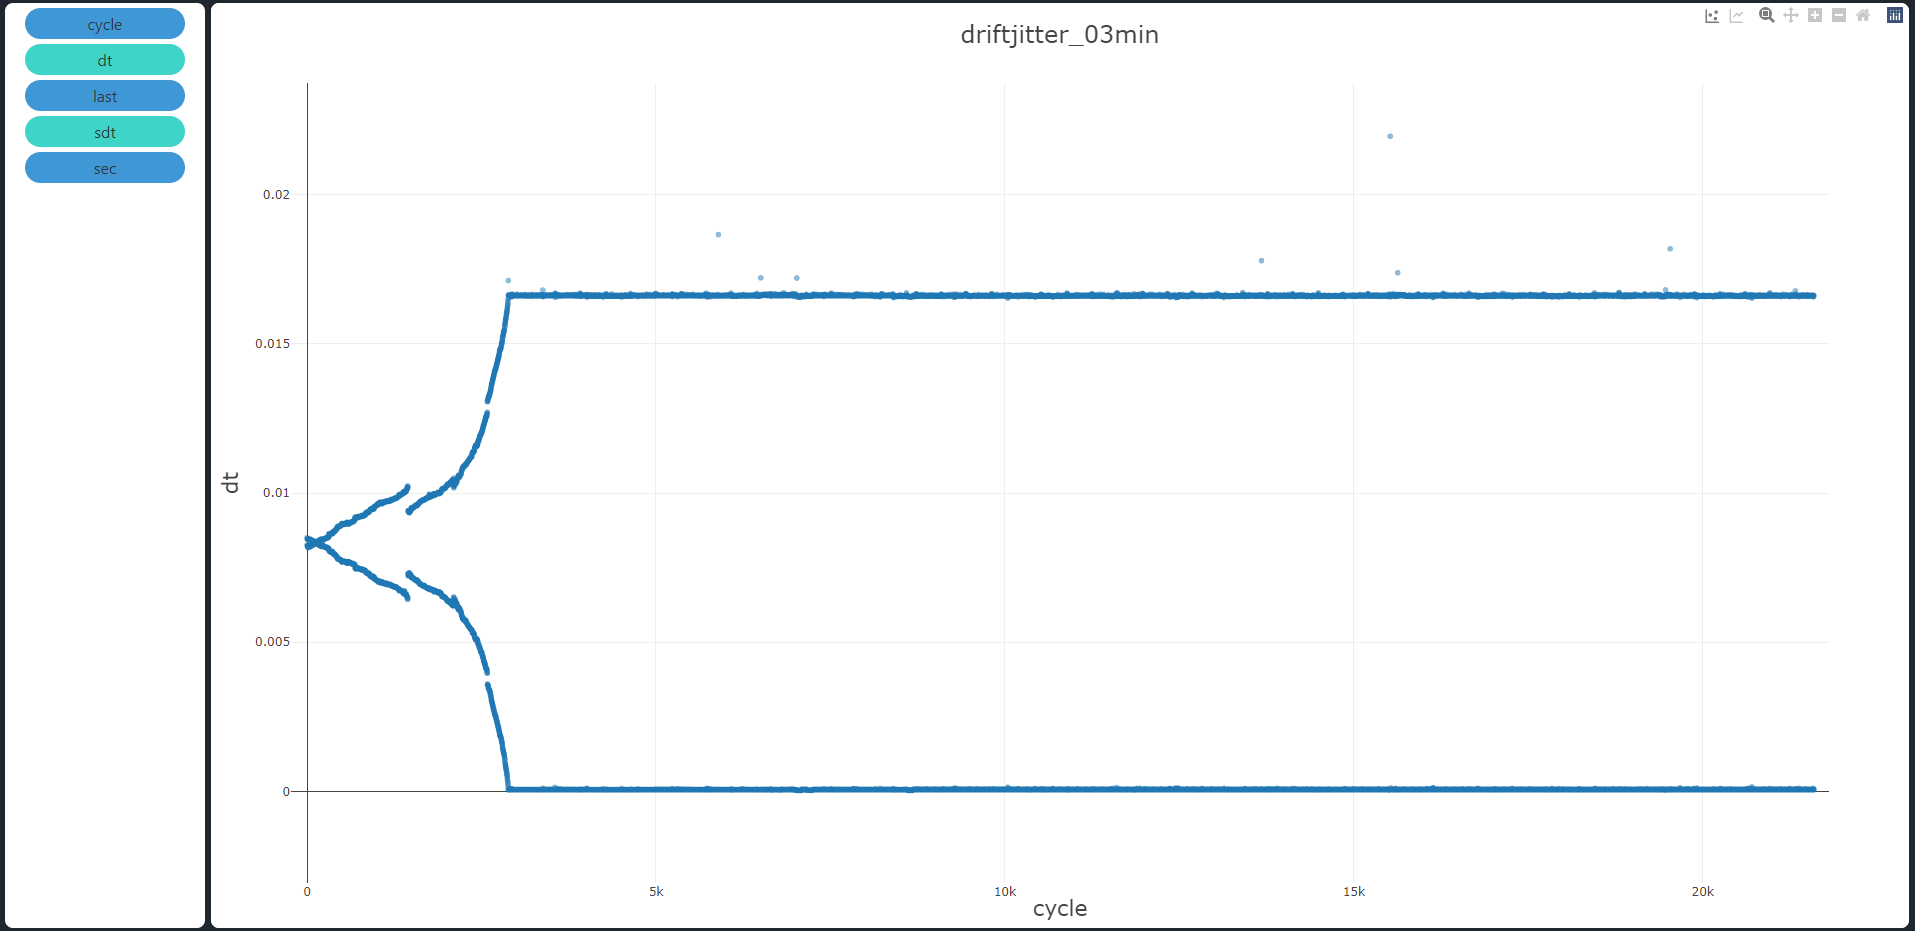 cycle
dt
last
sdt
sec
driftjitter_03min
dt
0.02
0.015
0.01
0.005
0
0
5k
10k
15k
20k
cycle